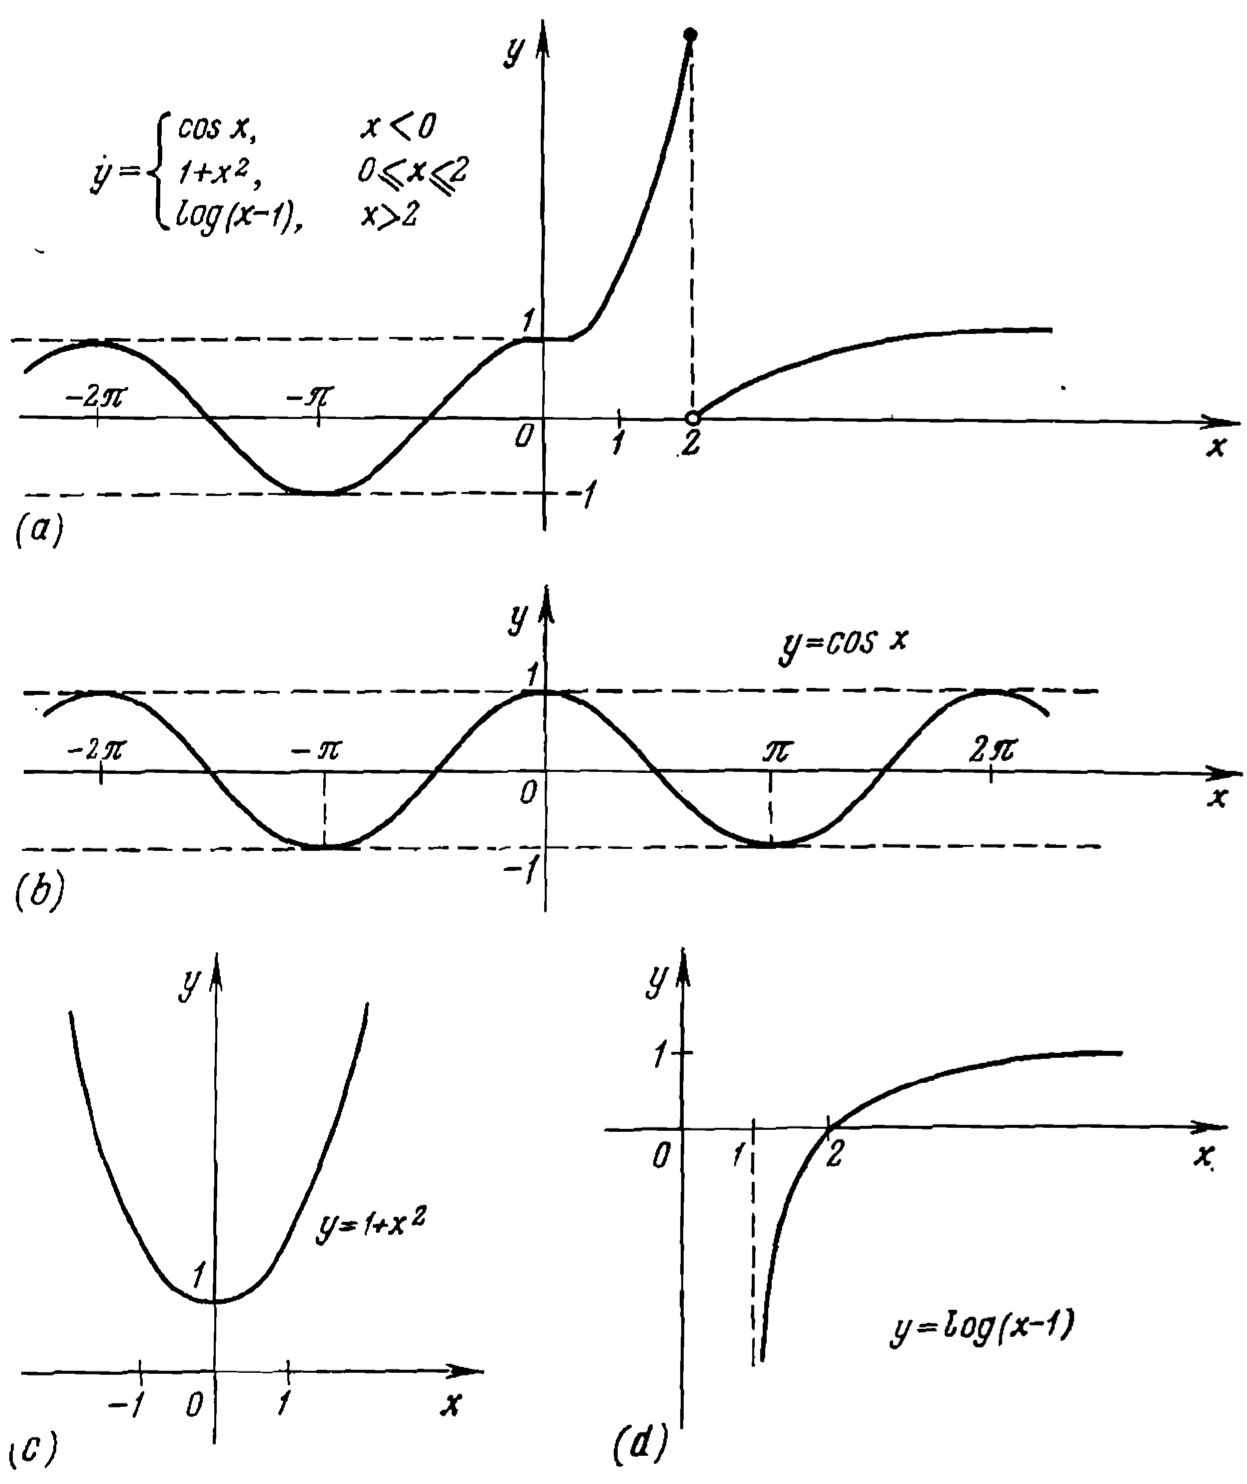 y
y = { cos x, x < 0
1+x², 0 ≤ x ≤ 2
log(x-1), x > 2
1
-2π -π
0 1 2 x
-1
(a)
y
y=cos x
1
-2π -π π 2π
0 x
-1
(b)
y
y=1+x²
1
-1 0 1 x
(c)
y
1
0 1 2 x
y=log(x-1)
(d)